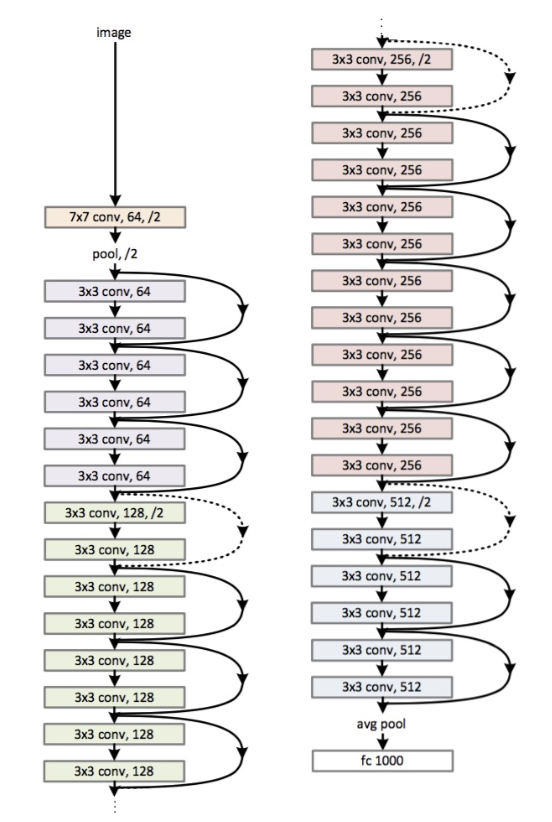 image
7x7 conv, 64, /2
pool, /2
3x3 conv, 64
3x3 conv, 64
3x3 conv, 64
3x3 conv, 64
3x3 conv, 64
3x3 conv, 64
3x3 conv, 128, /2
3x3 conv, 128
3x3 conv, 128
3x3 conv, 128
3x3 conv, 128
3x3 conv, 128
3x3 conv, 128
3x3 conv, 128
3x3 conv, 256, /2
3x3 conv, 256
3x3 conv, 256
3x3 conv, 256
3x3 conv, 256
3x3 conv, 256
3x3 conv, 256
3x3 conv, 256
3x3 conv, 256
3x3 conv, 256
3x3 conv, 256
3x3 conv, 256
3x3 conv, 512, /2
3x3 conv, 512
3x3 conv, 512
3x3 conv, 512
3x3 conv, 512
3x3 conv, 512
avg pool
fc 1000